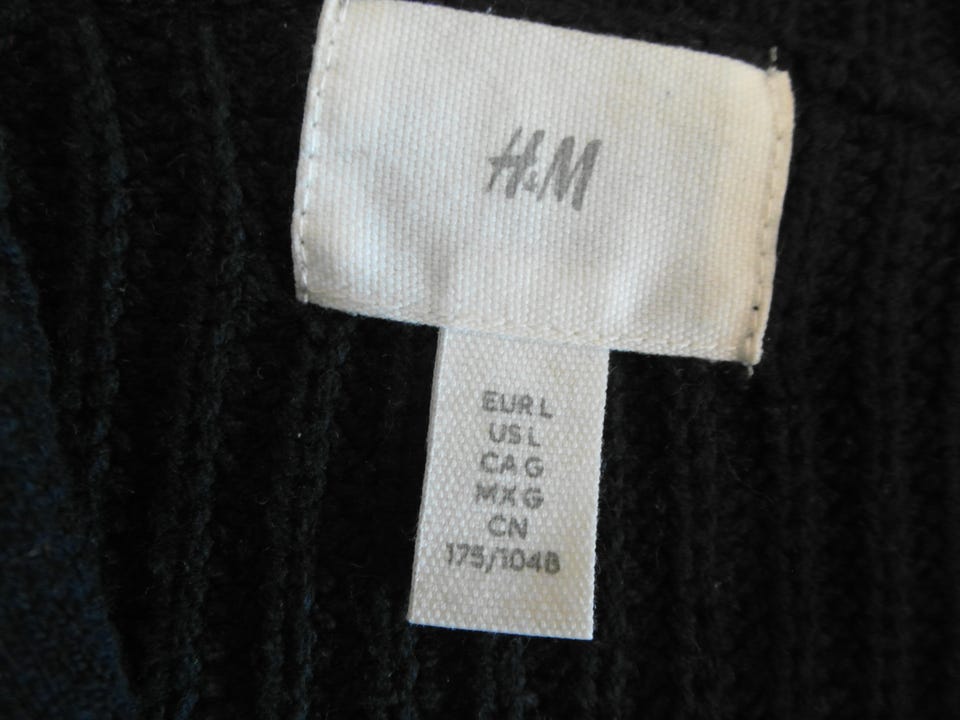 H&M
EUR L
US L
CA G
MX G
CN
175/104B